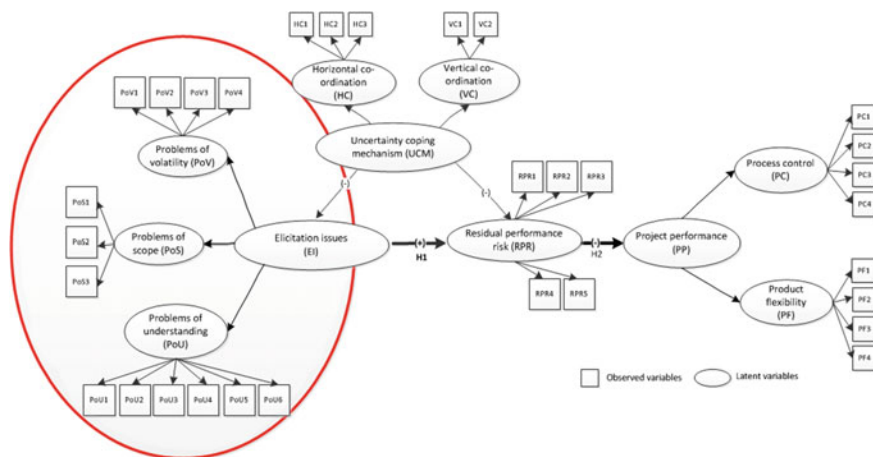 HC1
HC2
HC3
VC1
VC2
Horizontal co-
ordination
(HC)
Vertical co-
ordination
(VC)
PoV1
PoV2
PoV3
PoV4
Problems of
volatility (PoV)
Uncertainty coping
mechanism (UCM)
(-)
(-)
RPR1
RPR2
RPR3
PC1
PC2
PC3
PC4
Process control
(PC)
PoS1
PoS2
PoS3
Problems of
scope (PoS)
Elicitation issues
(EI)
(+)
H1
Residual performance
risk (RPR)
(-)
H2
Project performance
(PP)
RPR4
RPR5
Problems of
understanding
(PoU)
Product
flexibility
(PF)
PF1
PF2
PF3
PF4
PoU1
PoU2
PoU3
PoU4
PoU5
PoU6
Observed variables
Latent variables